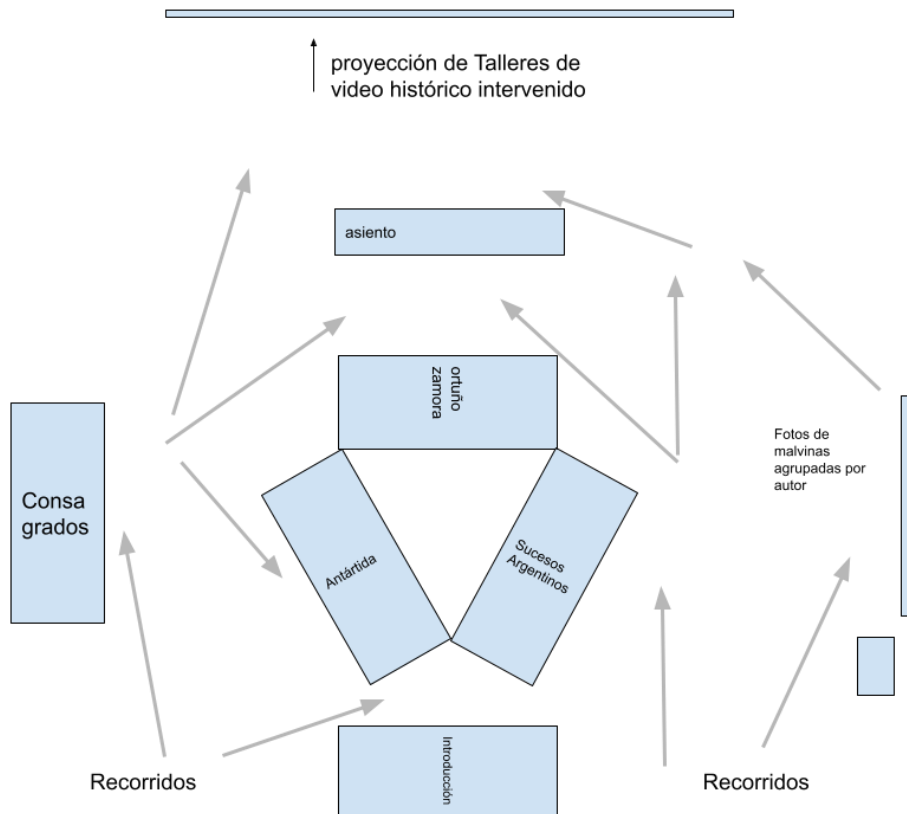 proyección de Talleres de
video histórico intervenido
asiento
ortuño
zamora
Fotos de
malvinas
agrupadas por
autor
Consa
grados
Antártida
Sucesos
Argentinos
Introducción
Recorridos
Recorridos